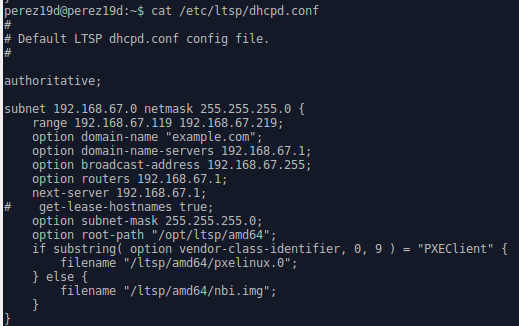 perez19d@perez19d:~$ cat /etc/ltsp/dhcpd.conf
#
# Default LTSP dhcpd.conf config file.
#

authoritative;

subnet 192.168.67.0 netmask 255.255.255.0 {
    range 192.168.67.119 192.168.67.219;
    option domain-name "example.com";
    option domain-name-servers 192.168.67.1;
    option broadcast-address 192.168.67.255;
    option routers 192.168.67.1;
    next-server 192.168.67.1;
#    get-lease-hostnames true;
    option subnet-mask 255.255.255.0;
    option root-path "/opt/ltsp/amd64";
    if substring( option vendor-class-identifier, 0, 9 ) = "PXEClient" {
        filename "/ltsp/amd64/pxelinux.0";
    } else {
        filename "/ltsp/amd64/nbi.img";
    }
}